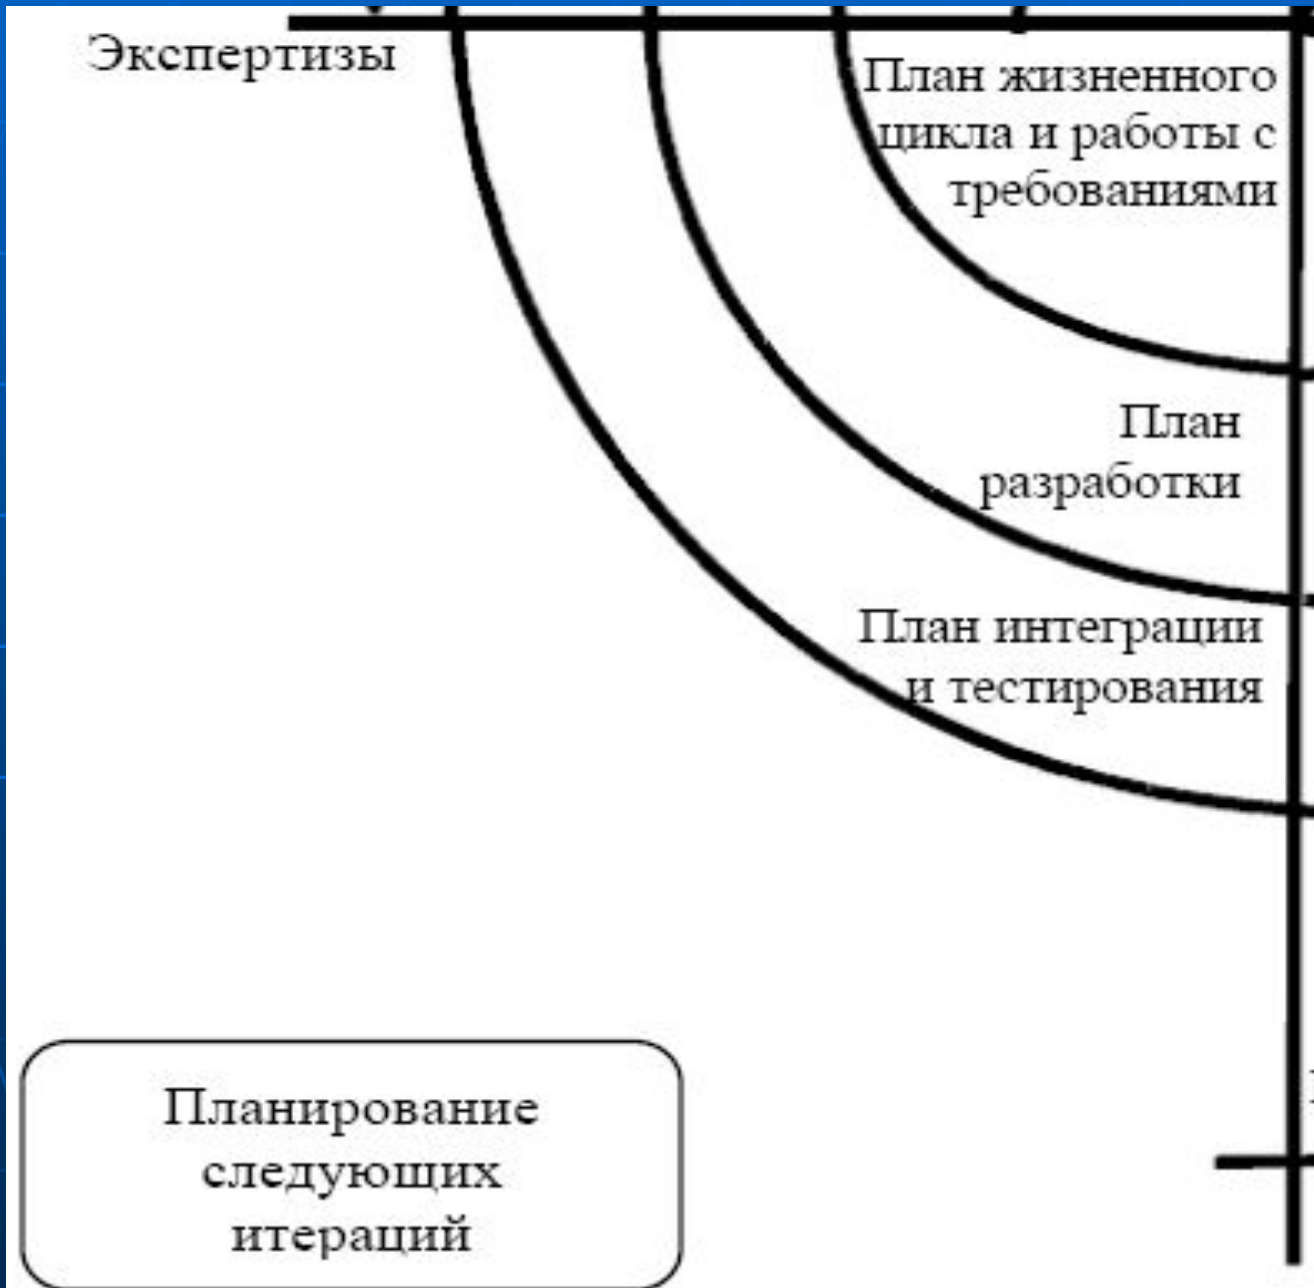 Экспертизы
План жизненного
цикла и работы с
требованиями
План
разработки
План интеграции
и тестирования
Планирование
следующих
итераций